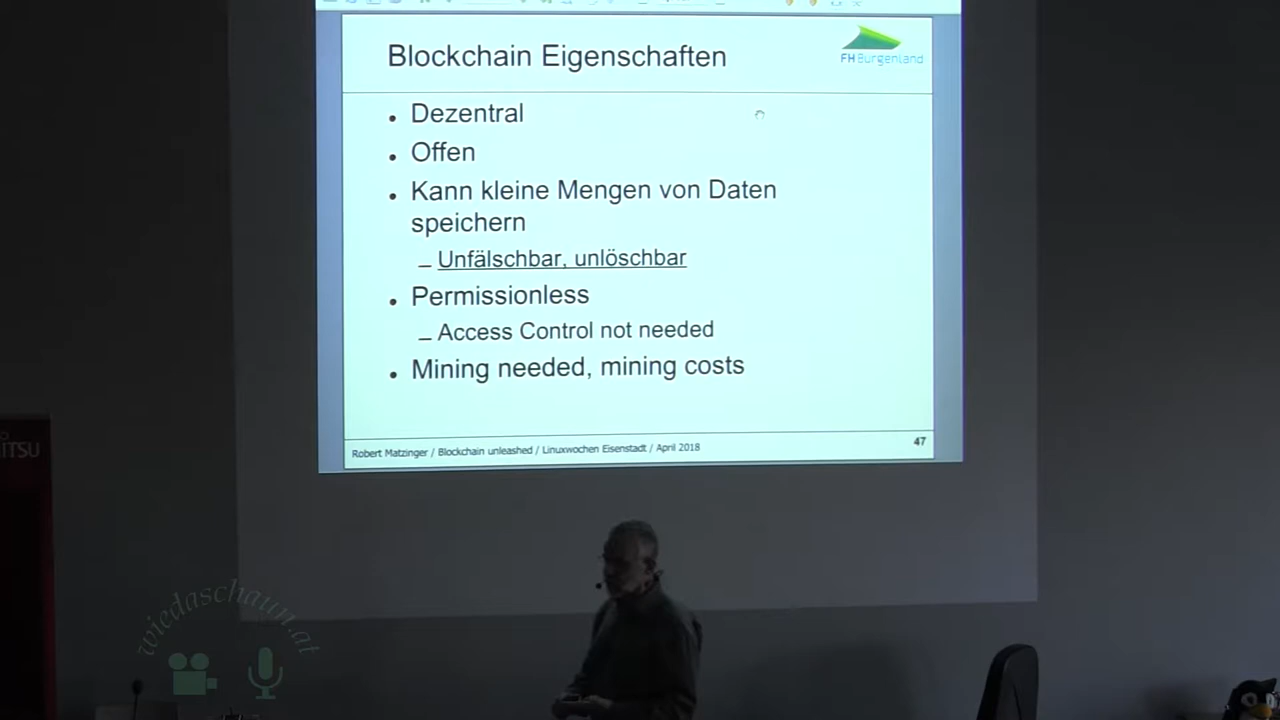 Blockchain Eigenschaften
FH Burgenland
• Dezentral
• Offen
• Kann kleine Mengen von Daten
speichern
– Unfälschbar, unlöschbar
• Permissionless
– Access Control not needed
• Mining needed, mining costs
Robert Matzinger / Blockchain unleashed / Linuxwochen Eisenstadt / April 2018
47
ITSU
wiedaschaun.at